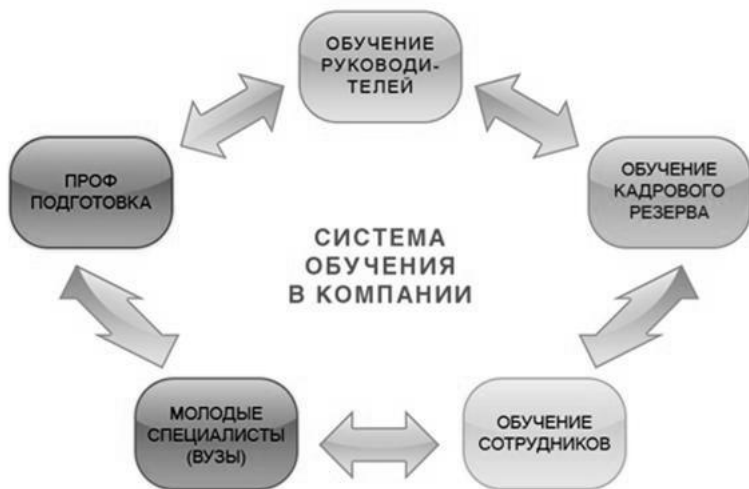 ОБУЧЕНИЕ
РУКОВОДИ-
ТЕЛЕЙ
ПРОФ
ПОДГОТОВКА
ОБУЧЕНИЕ
КАДРОВОГО
РЕЗЕРВА
СИСТЕМА
ОБУЧЕНИЯ
В КОМПАНИИ
МОЛОДЫЕ
СПЕЦИАЛИСТЫ
(ВУЗЫ)
ОБУЧЕНИЕ
СОТРУДНИКОВ